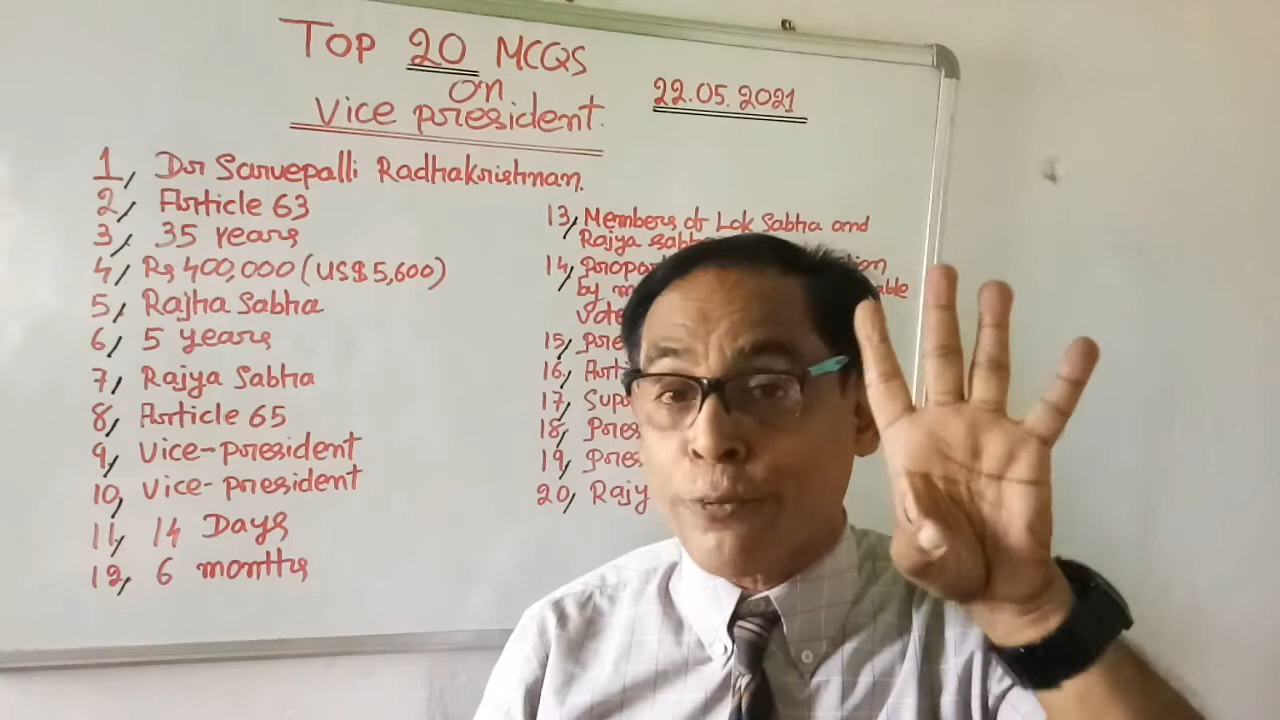 TOP 20 MCQS
on
Vice president.
22.05.2021
1, Dr Sarvepalli Radhakrishnan.
2, Article 63
3, 35 years
4, Rs 400,000 (US$ 5,600)
5, Rajha Sabha
6, 5 years
7, Rajya Sabha
8, Article 65
9, Vice-president
10, Vice-president
11, 14 Days
12, 6 months
13, Members of Lok Sabha and
Rajya
14,
by
15,
16,
17,
18,
19,
20,